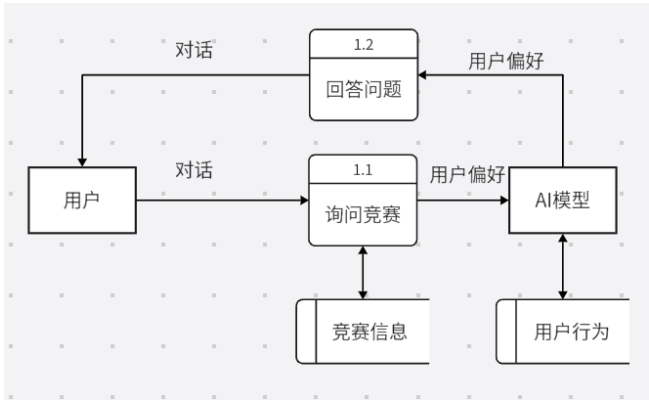 1.2
对话
用户偏好
回答问题
对话
1.1
用户偏好
用户
询问竞赛
AI模型
竞赛信息
用户行为